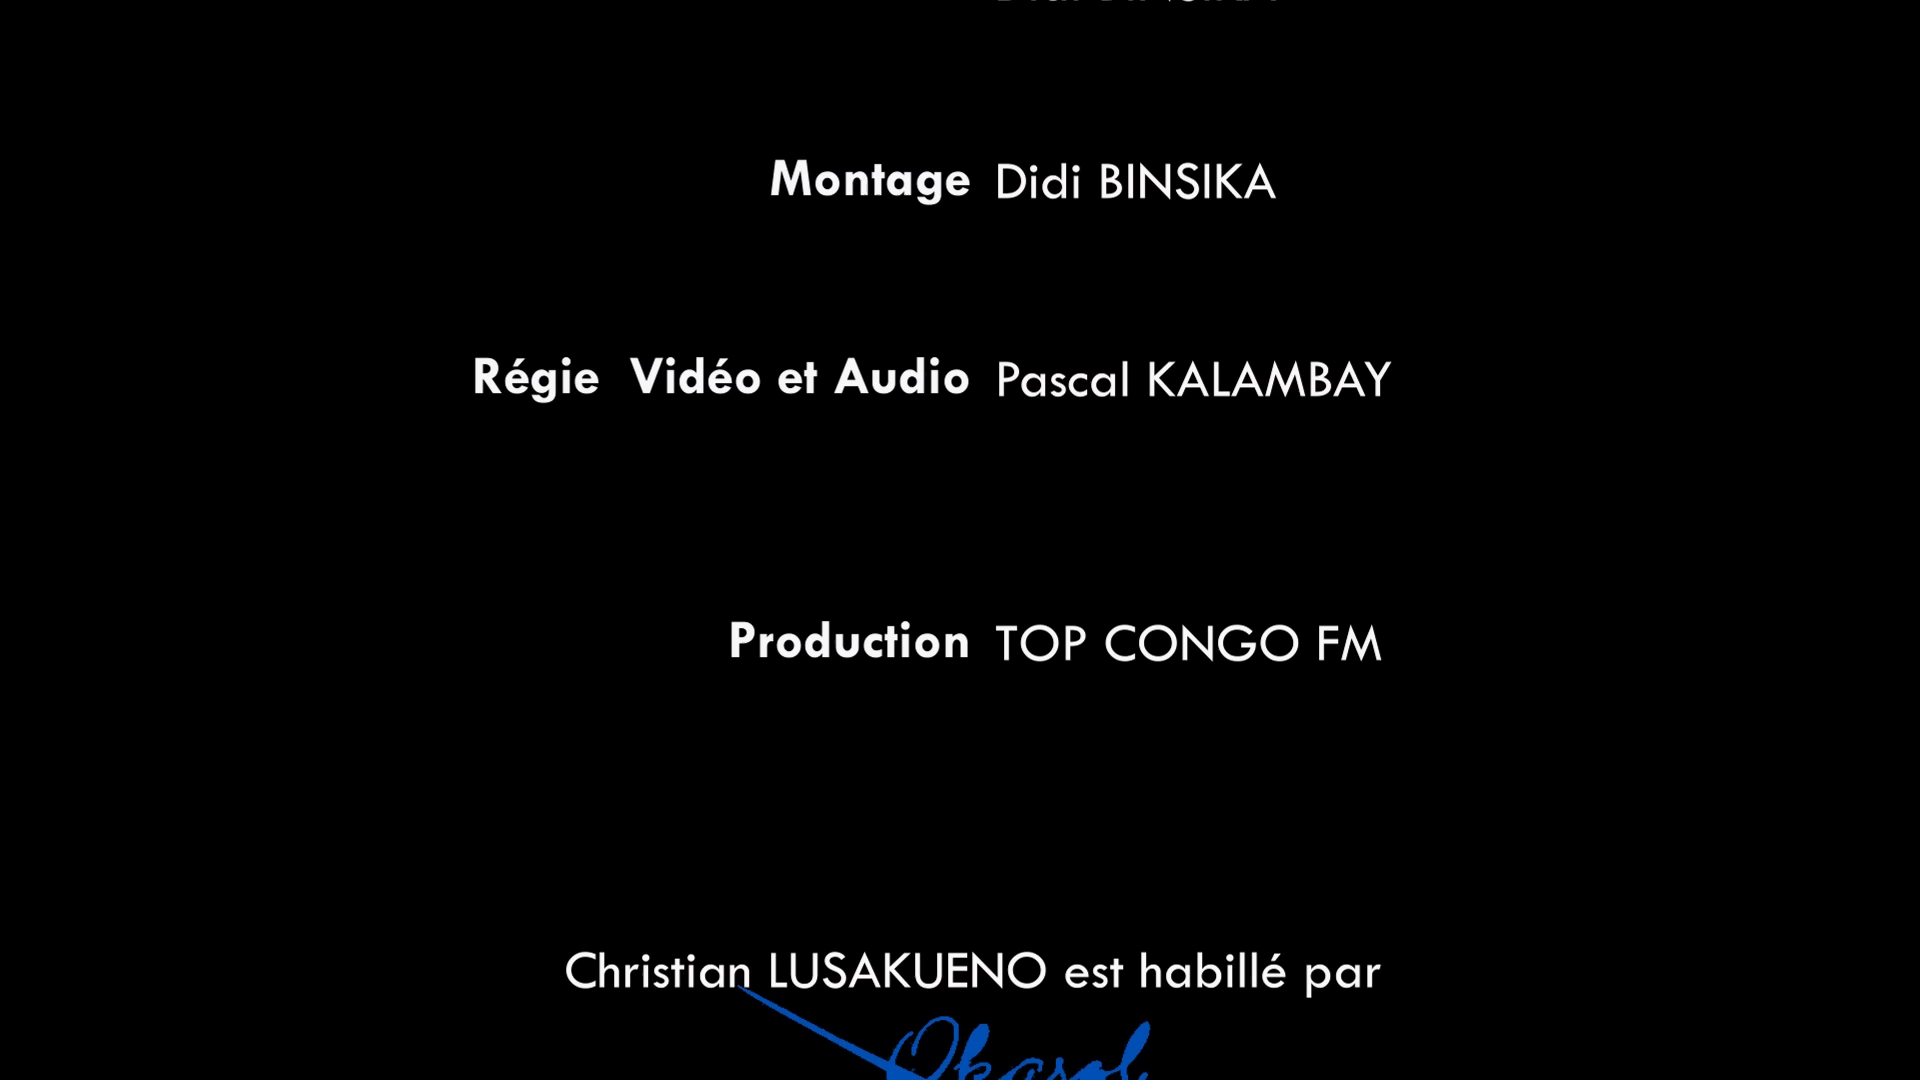 Montage Didi BINSIKA
Régie Vidéo et Audio Pascal KALAMBAY
Production TOP CONGO FM
Christian LUSAKUENO est habillé par